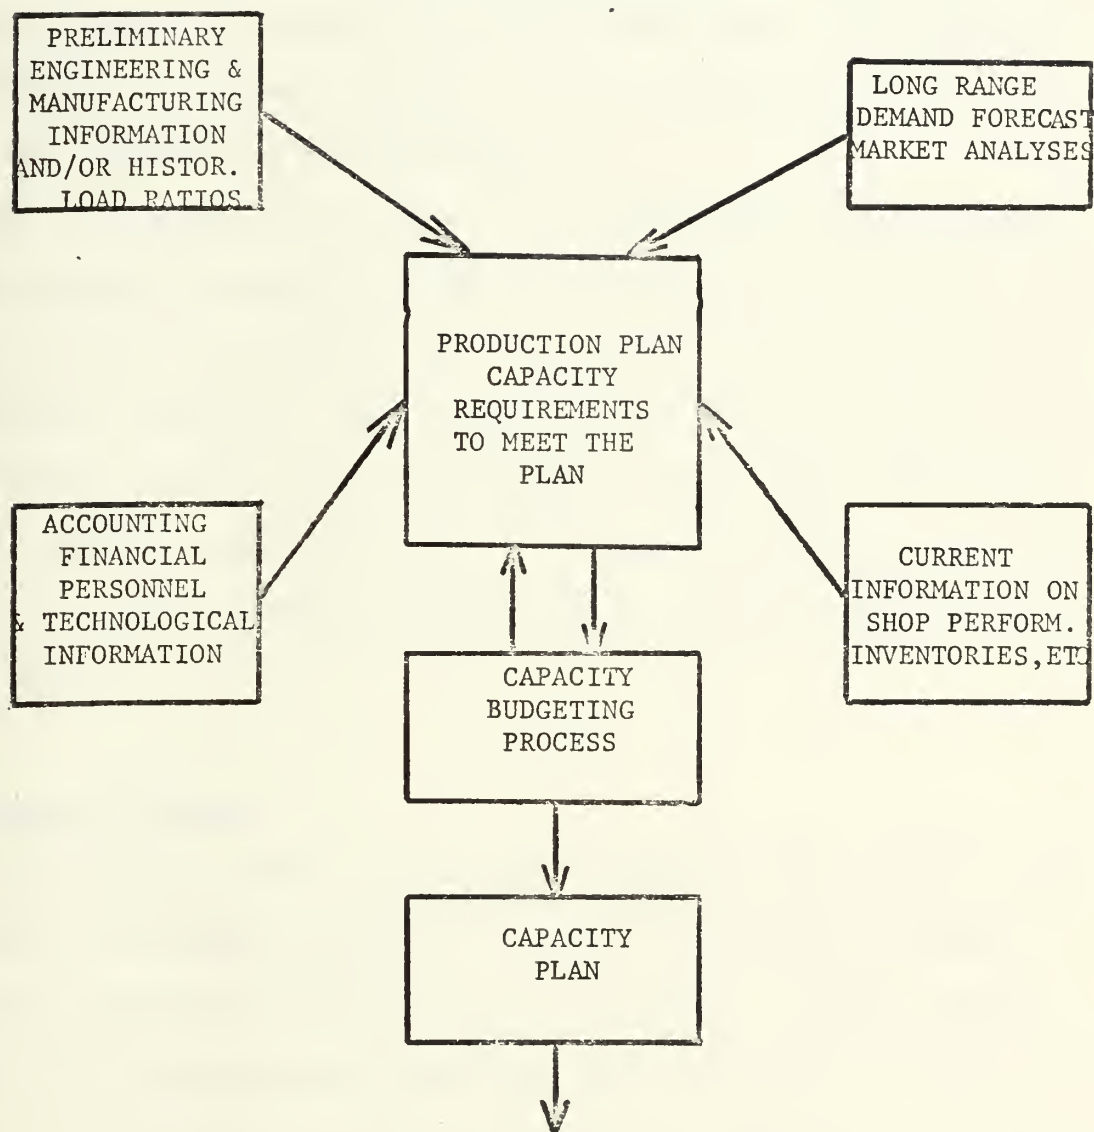 PRELIMINARY
ENGINEERING &
MANUFACTURING
INFORMATION
AND/OR HISTOR.
LOAD RATIOS
LONG RANGE
DEMAND FORECAST
MARKET ANALYSES
PRODUCTION PLAN
CAPACITY
REQUIREMENTS
TO MEET THE
PLAN
ACCOUNTING
FINANCIAL
PERSONNEL
& TECHNOLOGICAL
INFORMATION
CURRENT
INFORMATION ON
SHOP PERFORM.
INVENTORIES,ETC
CAPACITY
BUDGETING
PROCESS
CAPACITY
PLAN